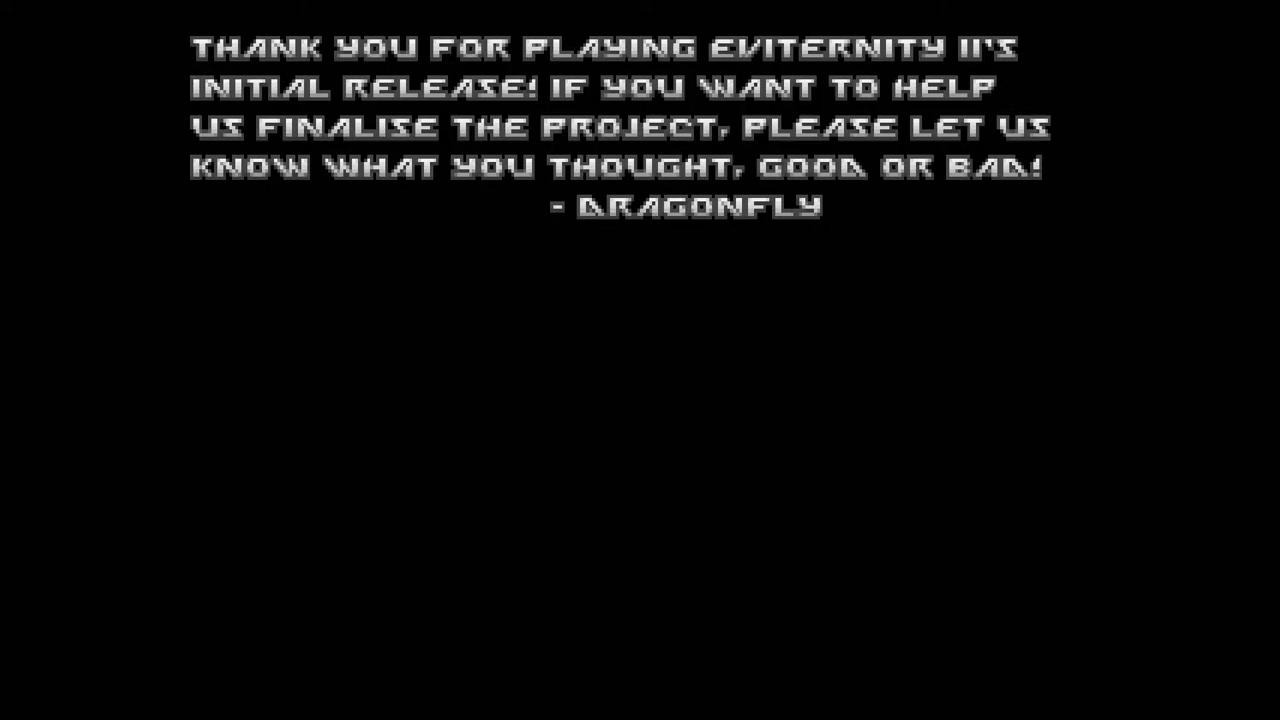 THANK YOU FOR PLAYING EVITERNITY II'S
INITIAL RELEASE! IF YOU WANT TO HELP
US FINALISE THE PROJECT, PLEASE LET US
KNOW WHAT YOU THOUGHT, GOOD OR BAD!
- DRAGONFLY